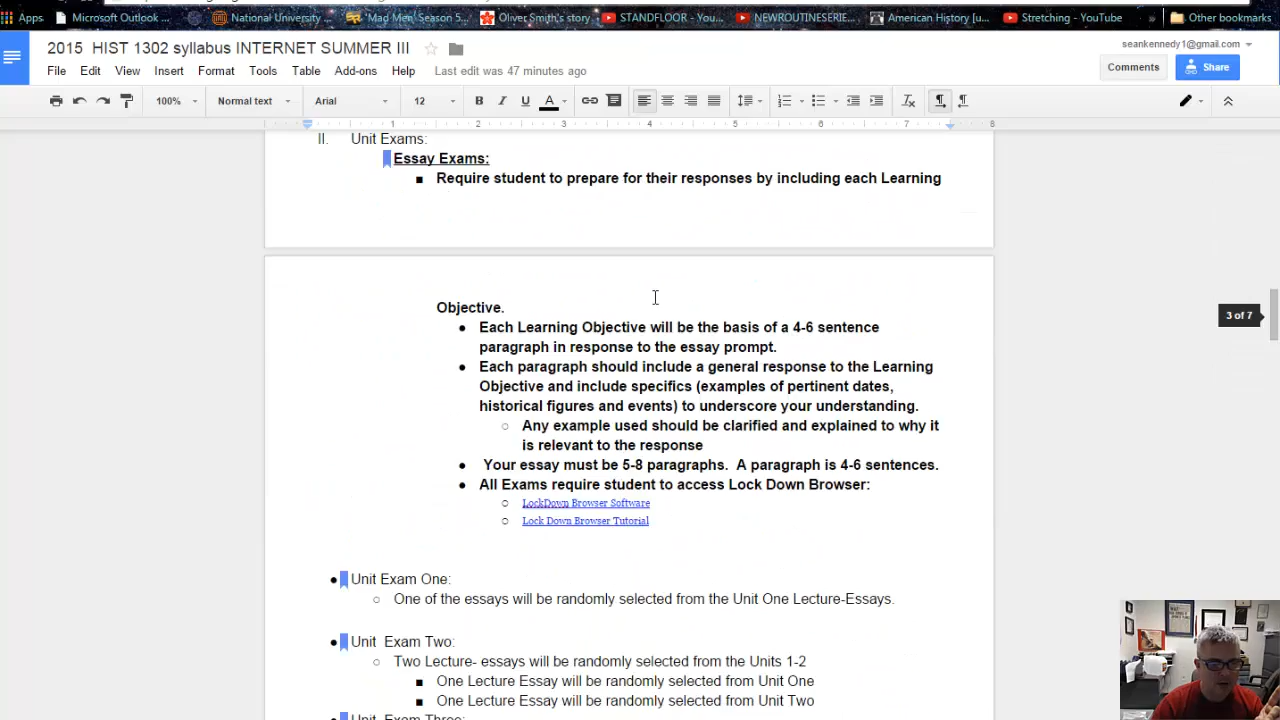 Apps Microsoft Outlook ... National University ... 'Mad Men' Season 5... Oliver Smith's story STANDFLOOR - You... NEWROUTINESERIE... American History [u... Stretching - YouTube » Other bookmarks
2015 HIST 1302 syllabus INTERNET SUMMER III
seankennedy1@gmail.com
File Edit View Insert Format Tools Table Add-ons Help Last edit was 47 minutes ago
Comments Share
100% Normal text Arial 12 B I U A
1 2 3 4 5 6 7 8
II. Unit Exams:
Essay Exams:
■ Require student to prepare for their responses by including each Learning
Objective.
● Each Learning Objective will be the basis of a 4-6 sentence
paragraph in response to the essay prompt.
● Each paragraph should include a general response to the Learning
Objective and include specifics (examples of pertinent dates,
historical figures and events) to underscore your understanding.
○ Any example used should be clarified and explained to why it
is relevant to the response
● Your essay must be 5-8 paragraphs. A paragraph is 4-6 sentences.
● All Exams require student to access Lock Down Browser:
○ LockDown Browser Software
○ Lock Down Browser Tutorial
3 of 7
● Unit Exam One:
○ One of the essays will be randomly selected from the Unit One Lecture-Essays.
● Unit Exam Two:
○ Two Lecture- essays will be randomly selected from the Units 1-2
■ One Lecture Essay will be randomly selected from Unit One
■ One Lecture Essay will be randomly selected from Unit Two
Unit Exam Three: